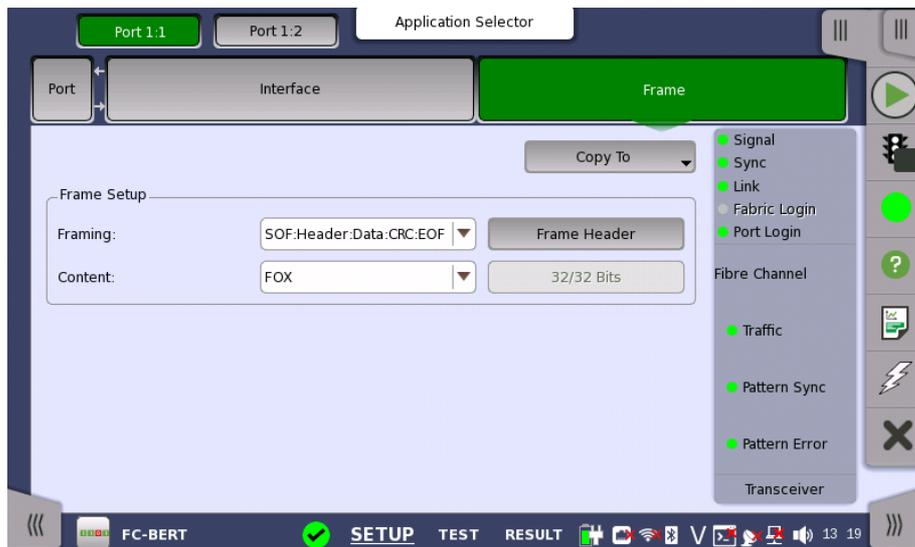 Port 1:1
Port 1:2
Application Selector
Port
Interface
Frame
Copy To
Frame Setup
Framing:
SOF:Header:Data:CRC:EOF
Frame Header
Content:
FOX
32/32 Bits
Signal
Sync
Link
Fabric Login
Port Login
Fibre Channel
Traffic
Pattern Sync
Pattern Error
Transceiver
FC-BERT
SETUP
TEST
RESULT
V
13 19